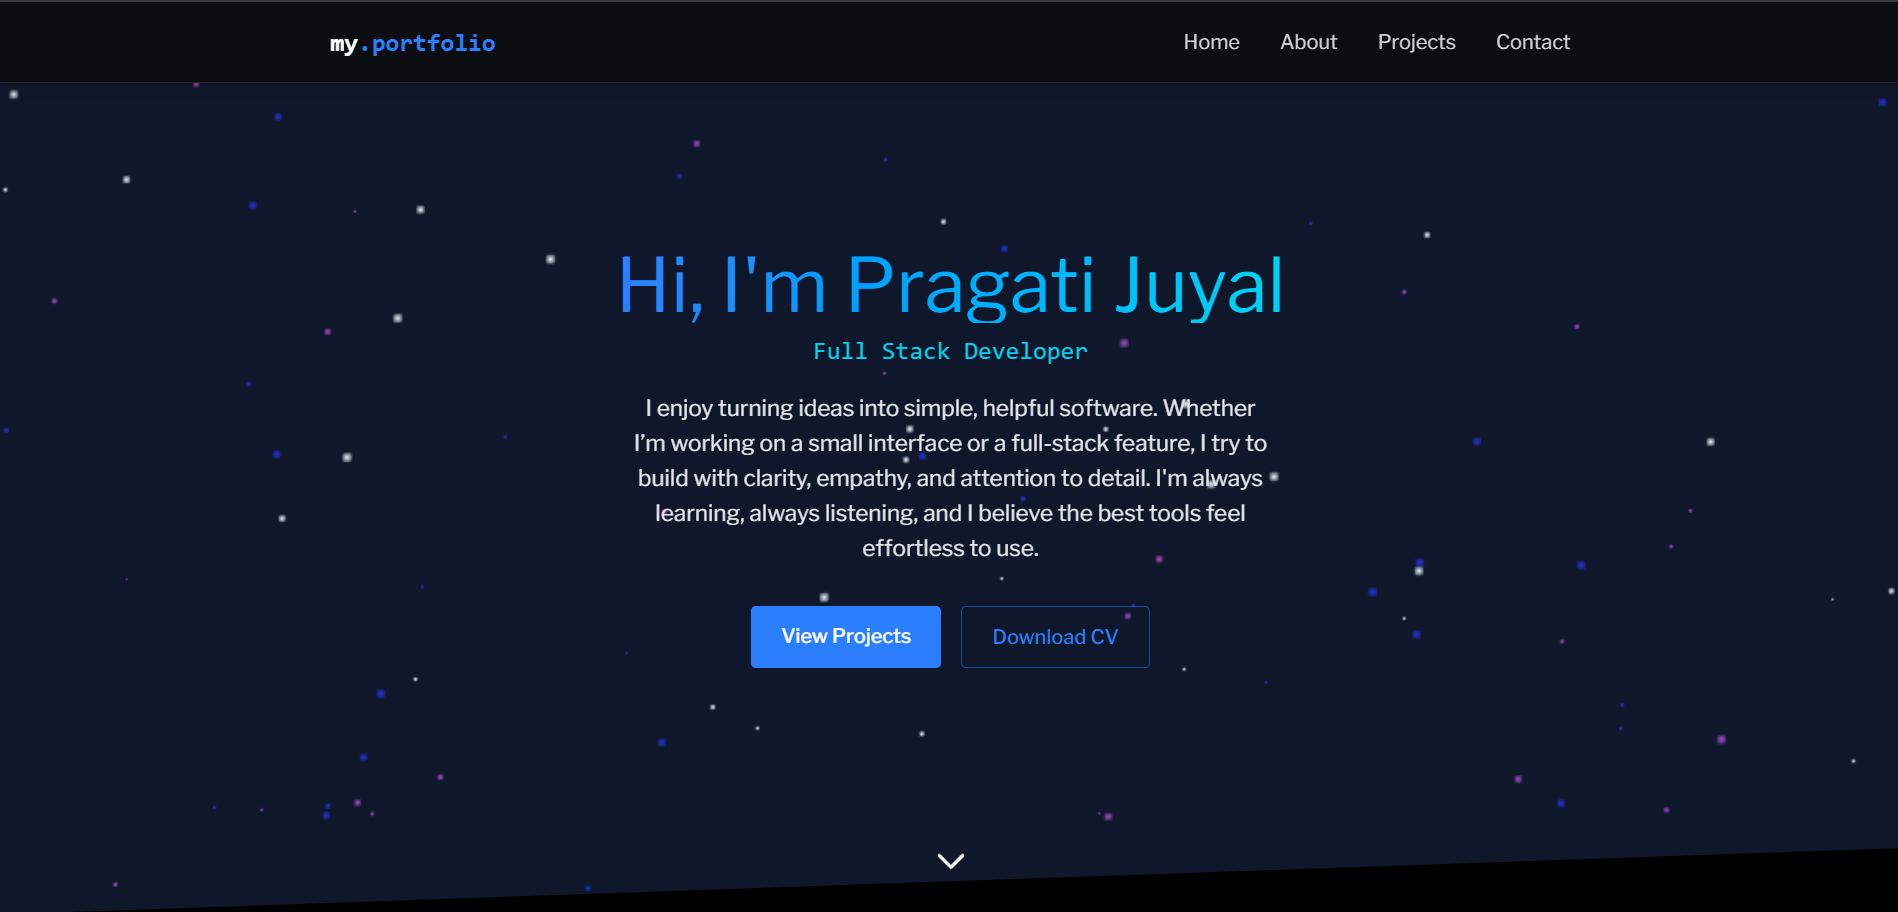 my.portfolio
Home About Projects Contact
Hi, I'm Pragati Juyal
Full Stack Developer
I enjoy turning ideas into simple, helpful software. Whether
I’m working on a small interface or a full-stack feature, I try to
build with clarity, empathy, and attention to detail. I'm always
learning, always listening, and I believe the best tools feel
effortless to use.
View Projects Download CV